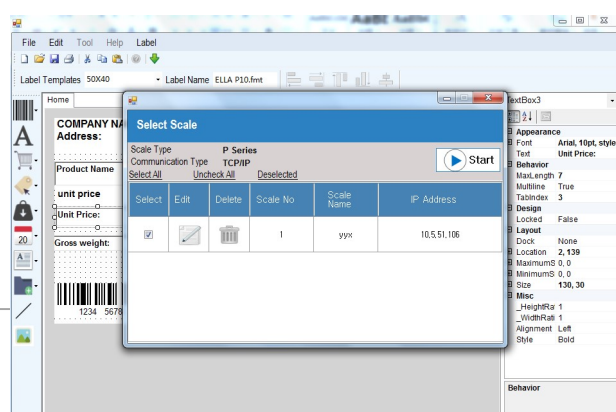 File Edit Tool Help Label
Label Templates 50X40 Label Name ELLA P10.fmt
Home
COMPANY NA
Address:
Product Name
unit price
Unit Price:
Gross weight:
1234 5678
20
A
Select Scale
Scale Type P Series
Communication Type TCP/IP
Select All Uncheck All Deselected
Start
Select Edit Delete Scale No Scale Name IP Address
1 yyx 10,5,51,106
TextBox3
Appearance
Font Arial, 10pt, style
Text Unit Price:
Behavior
MaxLength 7
Multiline True
Tabindex 3
Design
Locked False
Layout
Dock None
Location 2, 139
MaximumS 0, 0
MinimumS 0, 0
Size 130, 30
Misc
_HeightRa 1
_WidthRati 1
Alignment Left
Style Bold
Behavior